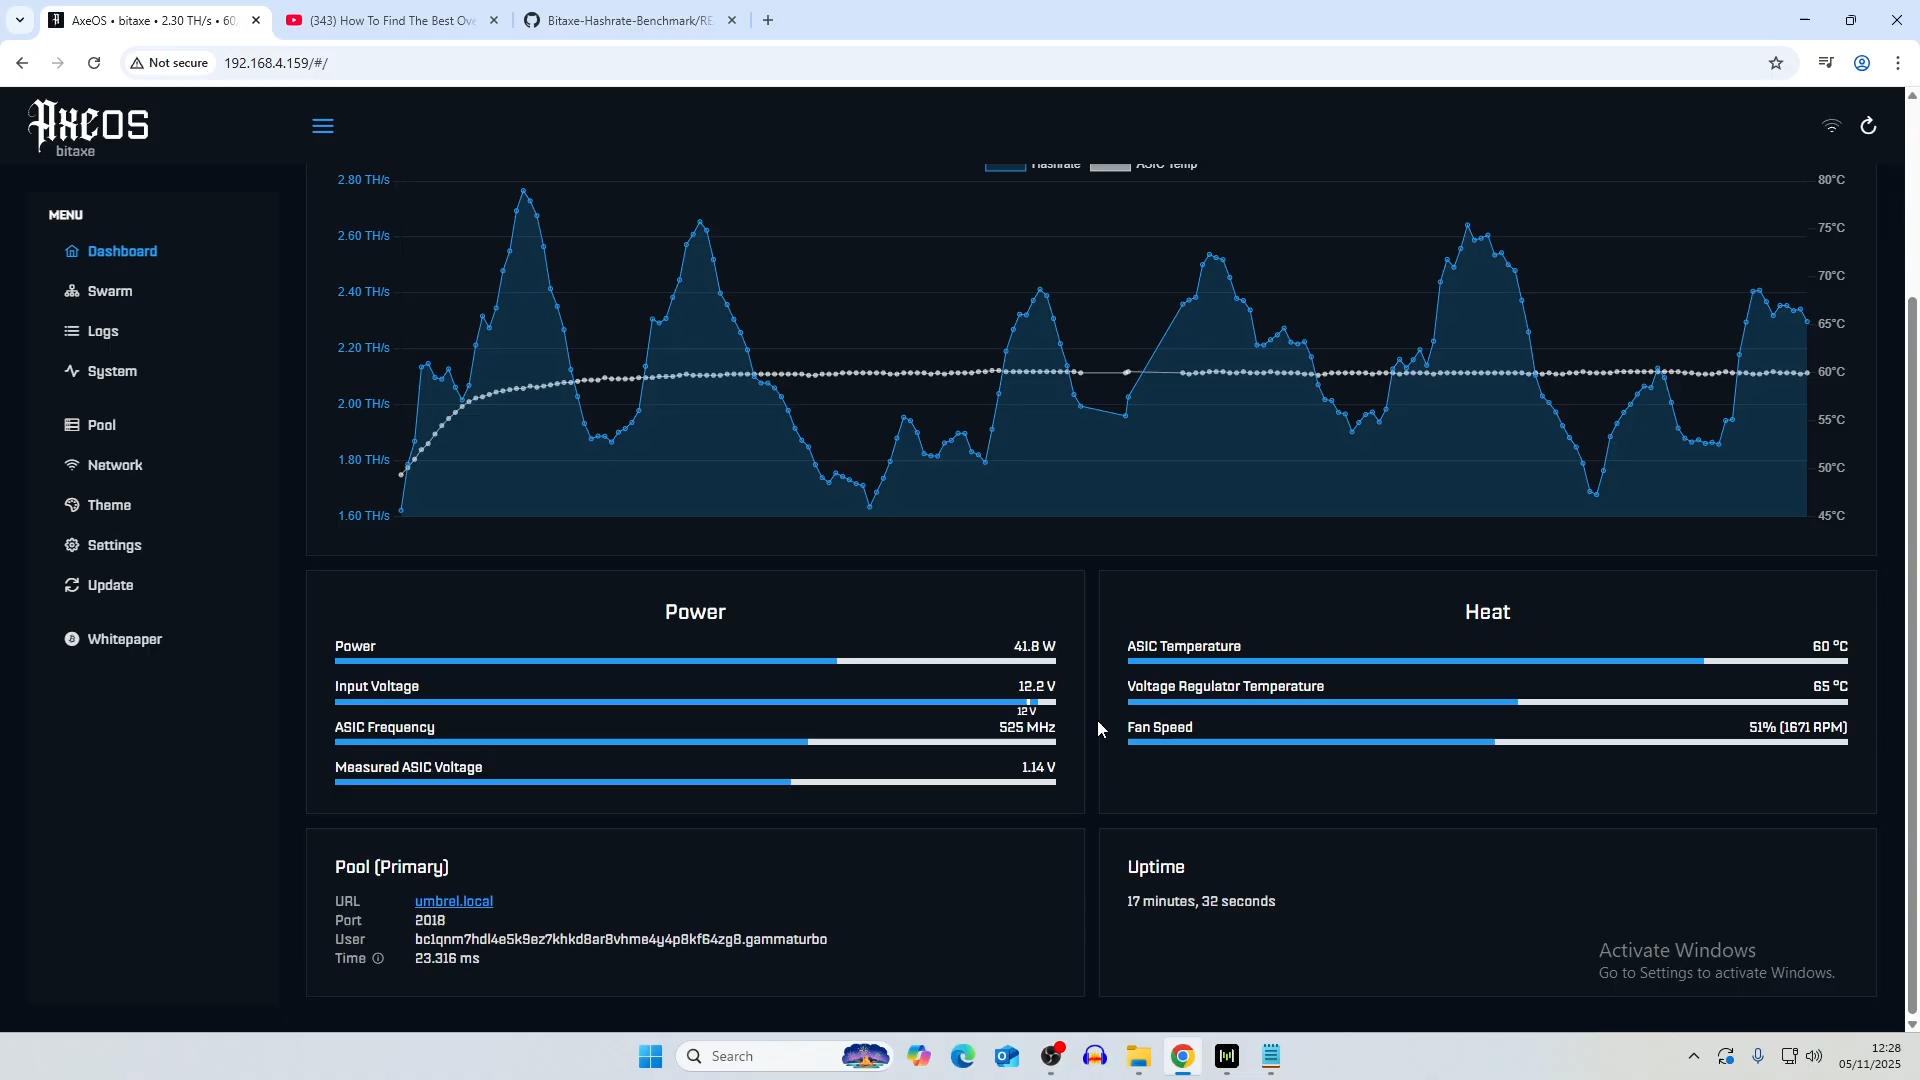 AxeOS • bitaxe • 2.30 TH/s • 60
(343) How To Find The Best Ove
Bitaxe-Hashrate-Benchmark/RE
Not secure
192.168.4.159/#/
AxeOS
bitaxe
Hashrate
ASIC Temp
MENU
Dashboard
Swarm
Logs
System
Pool
Network
Theme
Settings
Update
Whitepaper
2.80 TH/s
2.60 TH/s
2.40 TH/s
2.20 TH/s
2.00 TH/s
1.80 TH/s
1.60 TH/s
80°C
75°C
70°C
65°C
60°C
55°C
50°C
45°C
Power
Power 41.8 W
Input Voltage 12.2 V
12 V
ASIC Frequency 525 MHz
Measured ASIC Voltage 1.14 V
Heat
ASIC Temperature 60 °C
Voltage Regulator Temperature 65 °C
Fan Speed 51% (1671 RPM)
Pool (Primary)
URL umbrel.local
Port 2018
User bc1qnm7hdl4e5k9ez7khkd8ar8vhme4y4p8kf64zg8.gammaturbo
Time 23.316 ms
Uptime
17 minutes, 32 seconds
Activate Windows
Go to Settings to activate Windows.
Search
12:28
05/11/2025